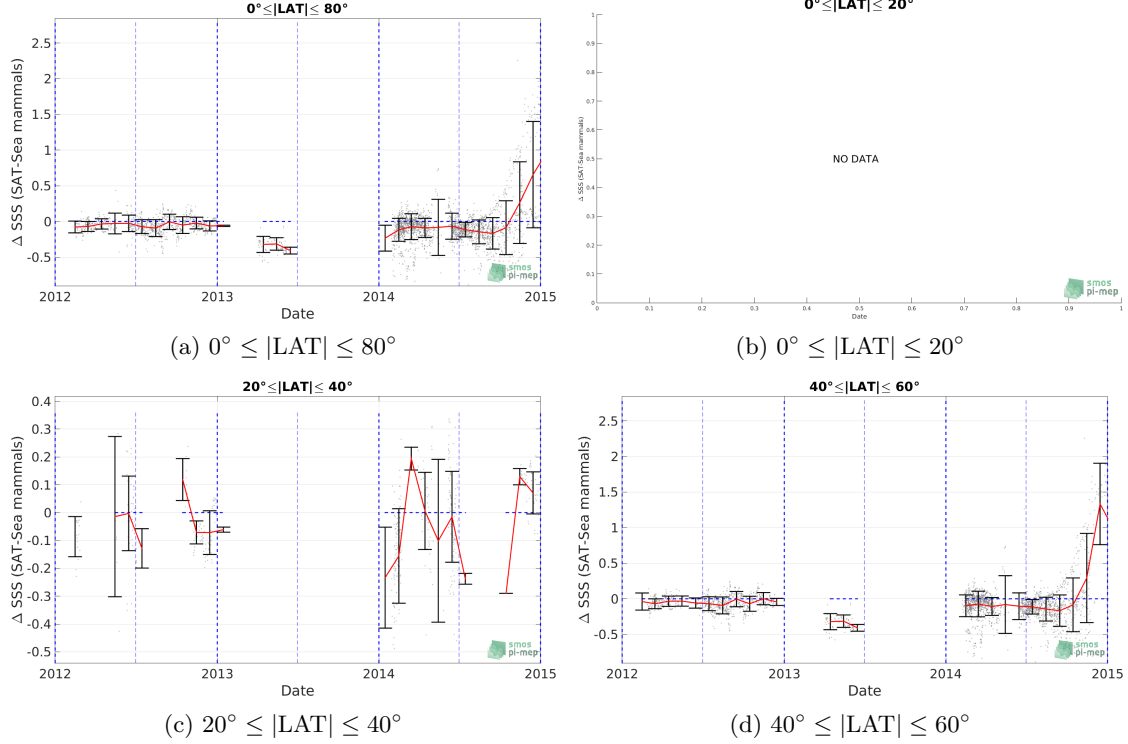 0°≤|LAT|≤ 80°
Δ SSS (SAT-Sea mammals)
2.5
2
1.5
1
0.5
0
-0.5
2012
2013
2014
2015
Date
smos
pi-mep
(a) 0° ≤ |LAT| ≤ 80°
0°≤|LAT|≤ 20°
Δ SSS (SAT-Sea mammals)
1
0.9
0.8
0.7
0.6
0.5
0.4
0.3
0.2
0.1
0
NO DATA
0
0.1
0.2
0.3
0.4
0.5
0.6
0.7
0.8
0.9
1
Date
smos
pi-mep
(b) 0° ≤ |LAT| ≤ 20°
20°≤|LAT|≤ 40°
Δ SSS (SAT-Sea mammals)
0.4
0.3
0.2
0.1
0
-0.1
-0.2
-0.3
-0.4
-0.5
2012
2013
2014
2015
Date
smos
pi-mep
(c) 20° ≤ |LAT| ≤ 40°
40°≤|LAT|≤ 60°
Δ SSS (SAT-Sea mammals)
2.5
2
1.5
1
0.5
0
-0.5
2012
2013
2014
2015
Date
smos
pi-mep
(d) 40° ≤ |LAT| ≤ 60°